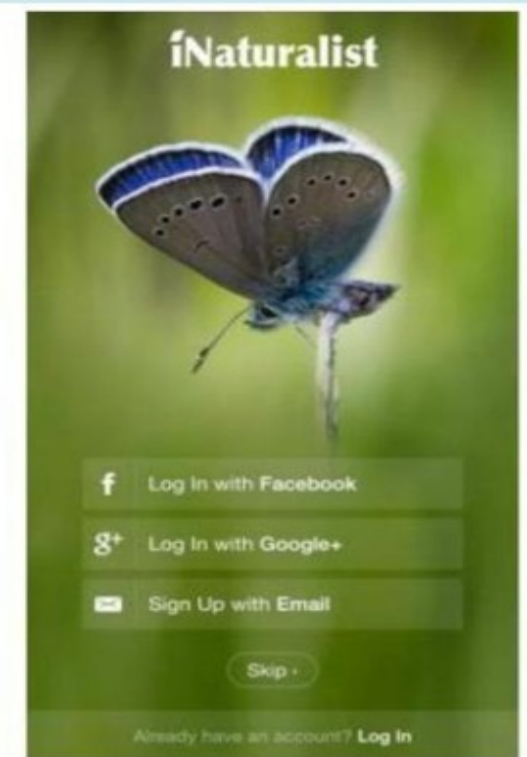 iNaturalist
f Log In with Facebook
g+ Log In with Google+
Sign Up with Email
Skip ›
Already have an account? Log In